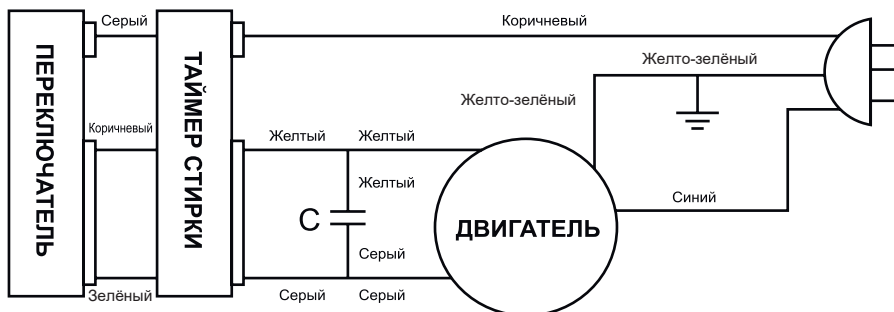 Серый
Коричневый
Желто-зелёный
Желто-зелёный
ПЕРЕКЛЮЧАТЕЛЬ
ТАЙМЕР СТИРКИ
Коричневый
Желтый
Желтый
Желтый
C
Синий
ДВИГАТЕЛЬ
Серый
Зелёный
Серый
Серый